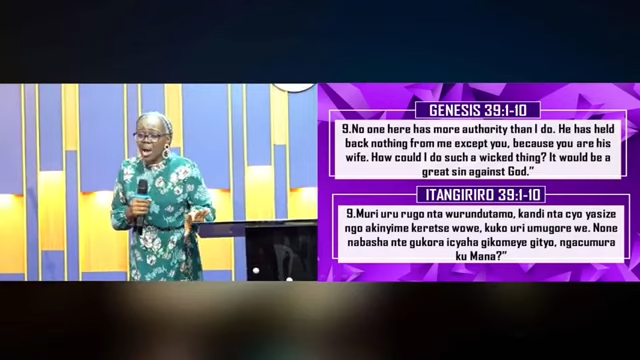 GENESIS 39:1-10
9.No one here has more authority than I do. He has held
back nothing from me except you, because you are his
wife. How could I do such a wicked thing? It would be a
great sin against God.”
ITANGIRIRO 39:1-10
9.Muri uru rugo nta wurundutamo, kandi nta cyo yasize
ngo akinyime keretse wowe, kuko uri umugore we. None
nabasha nte gukora icyaha gikomeye gityo, ngacumura
ku Mana?”